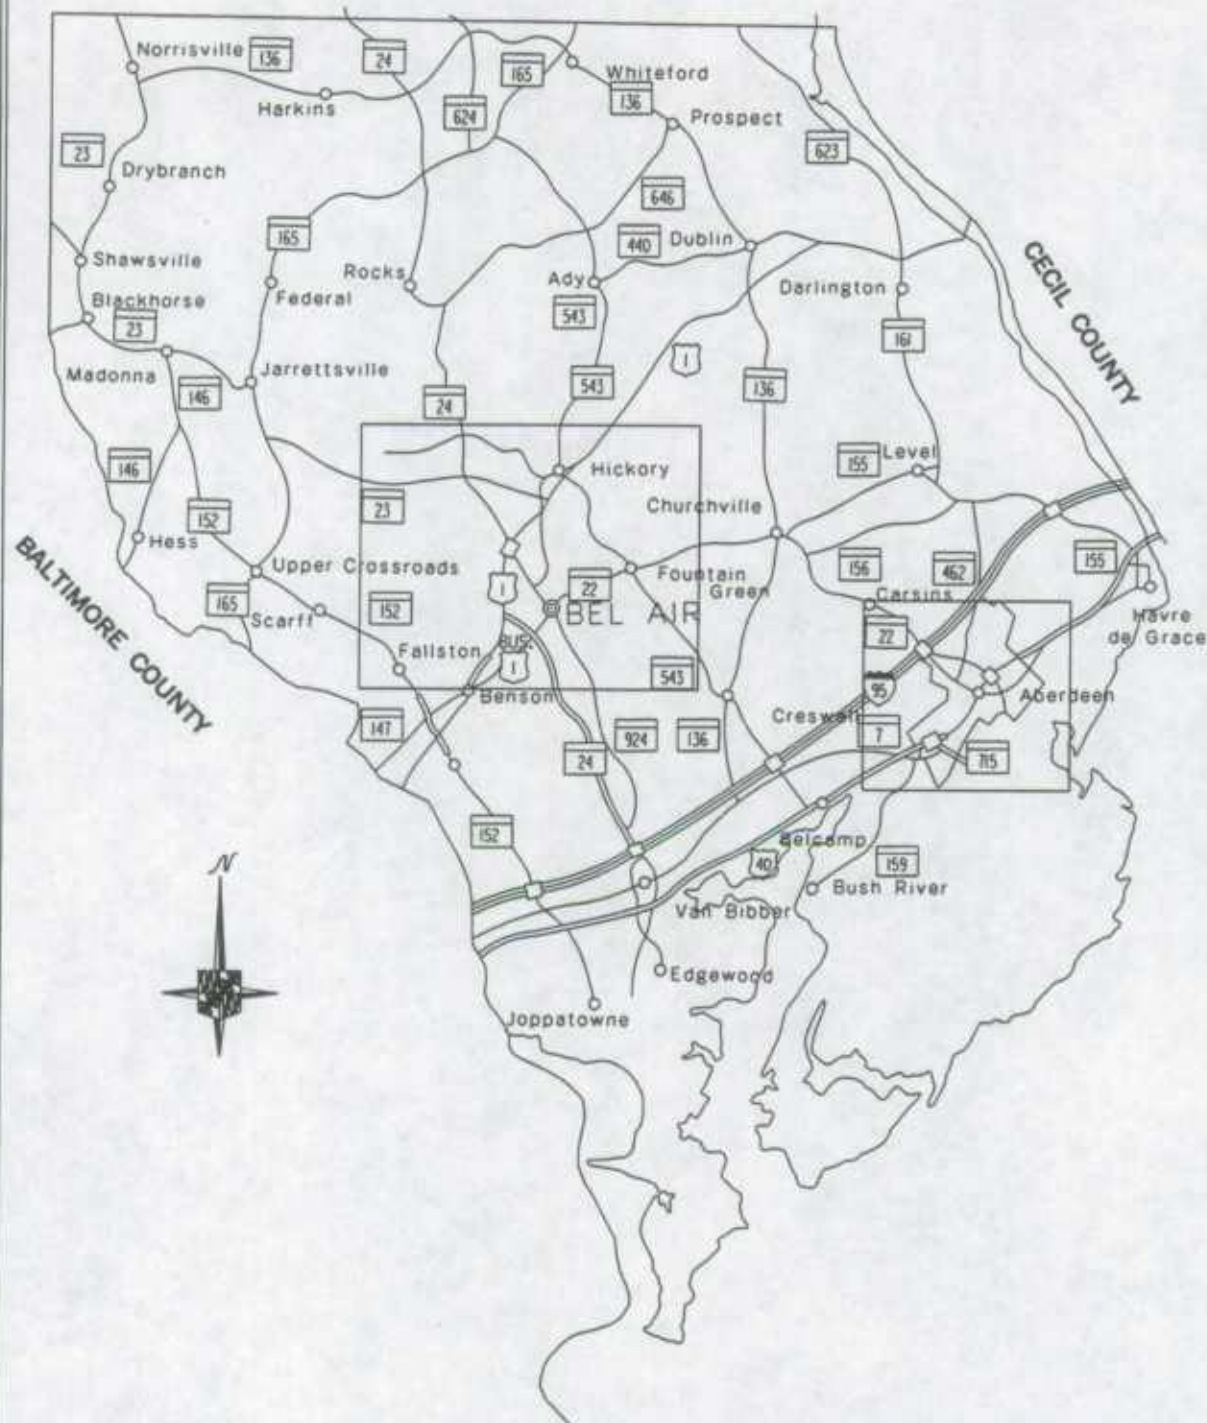 Norrisville
136
24
165
Whiteford
Harkins
624
136
Prospect
23
623
Drybranch
646
165
440
Dublin
Shawsville
Rocks
Ady
CECIL COUNTY
Blackhorse
Federal
Darlington
23
543
161
Madonna
Jarrettsville
1
146
24
543
136
146
Hickory
155
Level
23
Churchville
152
Hess
Upper Crossroads
BALTIMORE COUNTY
1
22
Fountain
Green
156
462
155
165
Scarff
152
BEL AIR
Carsins
Havre
de Grace
22
Fallston
BUS.
1
543
95
Aberdeen
Benson
147
924
136
Creswell
7
24
715
152
Belcamp
40
159
Bush River
Van Bibber
N
Edgewood
Joppatowne